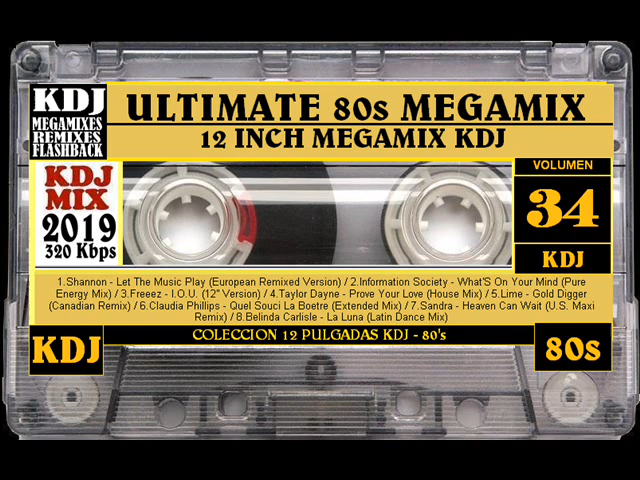 KDJ
MEGAMIXES
REMIXES
FLASHBACK
ULTIMATE 80s MEGAMIX
12 INCH MEGAMIX KDJ
KDJ
MIX
2019
320 Kbps
VOLUMEN
34
KDJ
1.Shannon - Let The Music Play (European Remixed Version) / 2.Information Society - What'S On Your Mind (Pure
Energy Mix) / 3.Freeez - I.O.U. (12" Version) / 4.Taylor Dayne - Prove Your Love (House Mix) / 5.Lime - Gold Digger
(Canadian Remix) / 6.Claudia Phillips - Quel Souci La Boetre (Extended Mix) / 7.Sandra - Heaven Can Wait (U.S. Maxi
Remix) / 8.Belinda Carlisle - La Luna (Latin Dance Mix)
KDJ
COLECCION 12 PULGADAS KDJ - 80's
80s